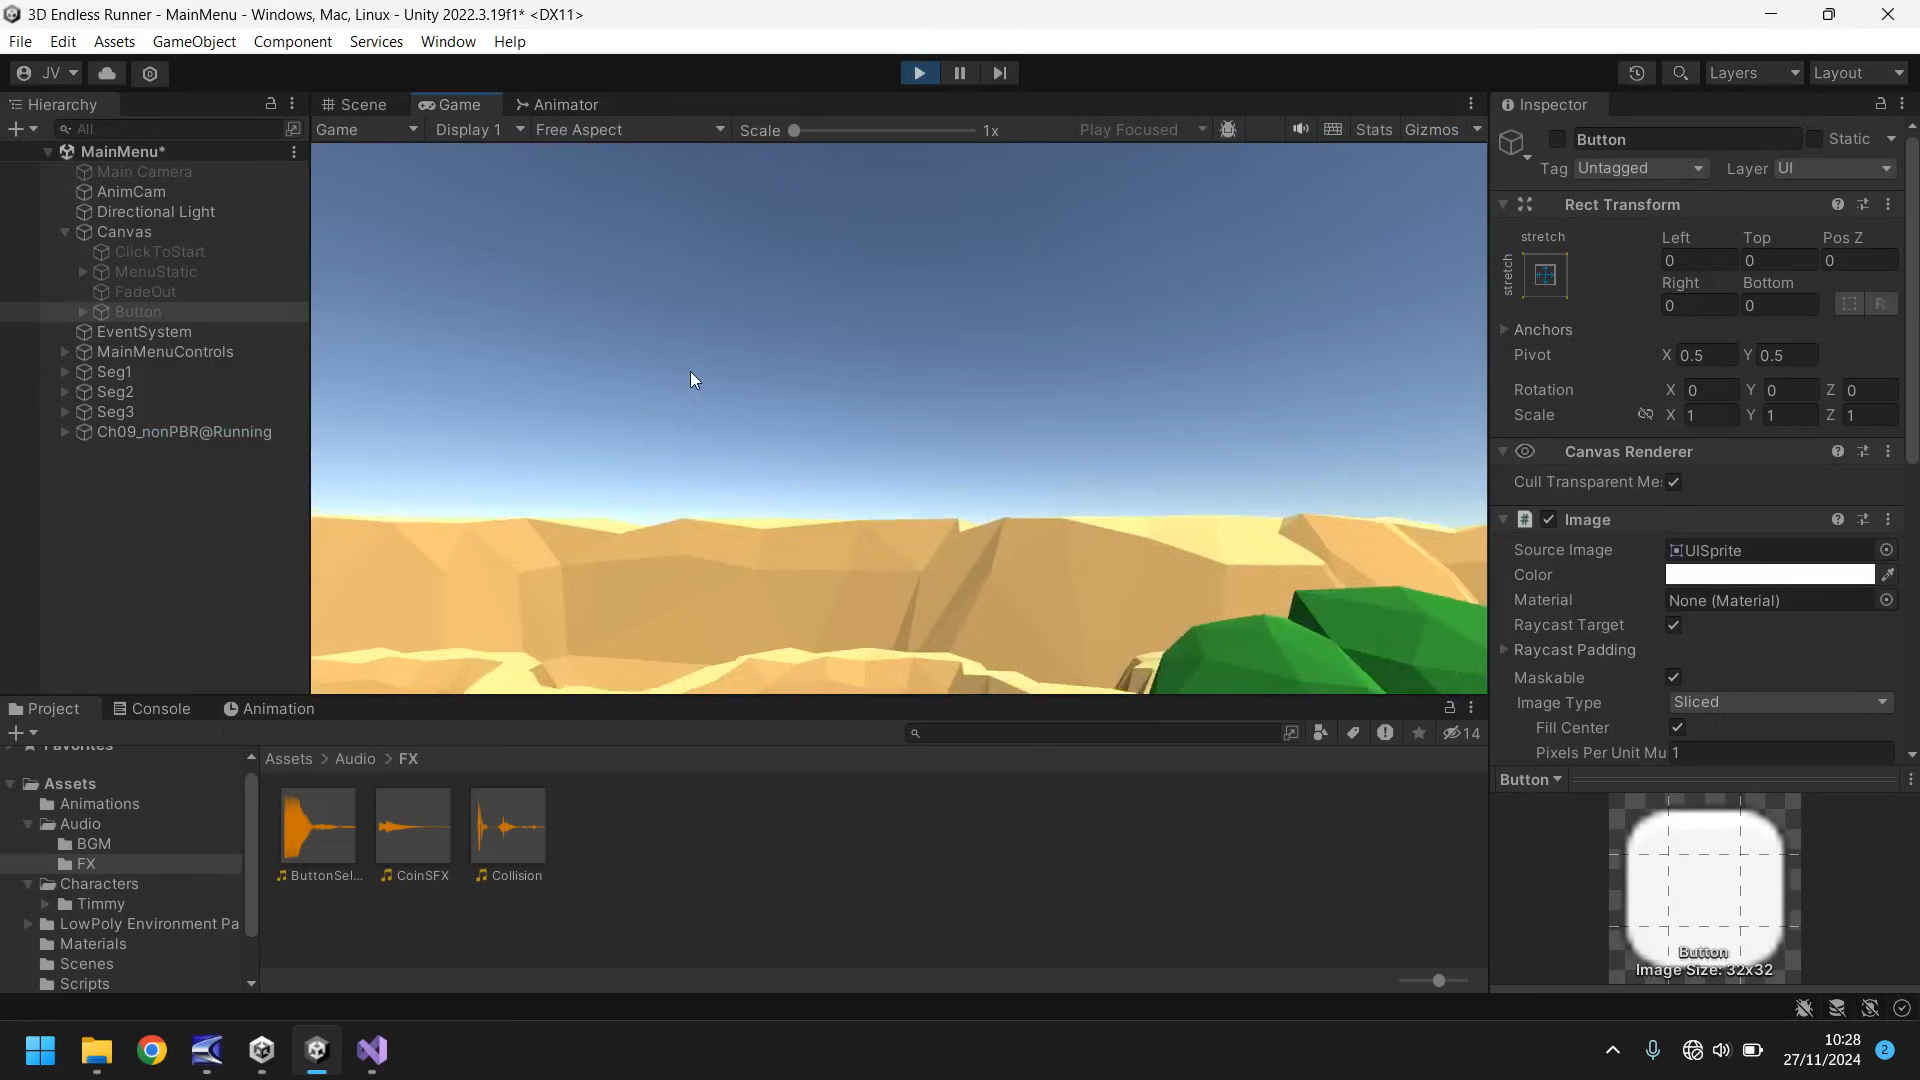 3D Endless Runner - MainMenu - Windows, Mac, Linux - Unity 2022.3.19f1* <DX11>
File Edit Assets GameObject Component Services Window Help
JV Layers Layout
Hierarchy
All
MainMenu*
Main Camera
AnimCam
Directional Light
Canvas
ClickToStart
MenuStatic
FadeOut
Button
EventSystem
MainMenuControls
Seg1
Seg2
Seg3
Ch09_nonPBR@Running
Scene Game Animator
Game Display 1 Free Aspect Scale 1x Play Focused Stats Gizmos
Inspector
Button Static
Tag Untagged Layer UI
Rect Transform
stretch Left Top Pos Z
stretch
0 0 0
Right Bottom
0 0 R
Anchors
Pivot X 0.5 Y 0.5
Rotation X 0 Y 0 Z 0
Scale X 1 Y 1 Z 1
Canvas Renderer
Cull Transparent Me:
Image
Source Image UISprite
Color
Material None (Material)
Raycast Target
Raycast Padding
Maskable
Image Type Sliced
Fill Center
Pixels Per Unit Mu 1
Button
Button
Image Size: 32x32
Project Console Animation
14
Favorites
Assets
Animations
Audio
BGM
FX
Characters
Timmy
LowPoly Environment Pa
Materials
Scenes
Scripts
Assets > Audio > FX
ButtonSel... CoinSFX Collision
10:28
27/11/2024
2